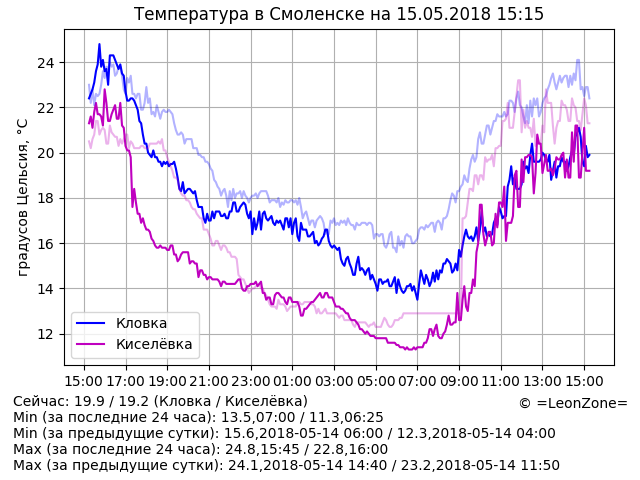 Температура в Смоленске на 15.05.2018 15:15
градусов Цельсия, °C
24
22
20
18
16
14
12
Кловка
Киселёвка
15:00 17:00 19:00 21:00 23:00 01:00 03:00 05:00 07:00 09:00 11:00 13:00 15:00
Сейчас: 19.9 / 19.2 (Кловка / Киселёвка)
© =LeonZone=
Min (за последние 24 часа): 13.5,07:00 / 11.3,06:25
Min (за предыдущие сутки): 15.6,2018-05-14 06:00 / 12.3,2018-05-14 04:00
Max (за последние 24 часа): 24.8,15:45 / 22.8,16:00
Max (за предыдущие сутки): 24.1,2018-05-14 14:40 / 23.2,2018-05-14 11:50